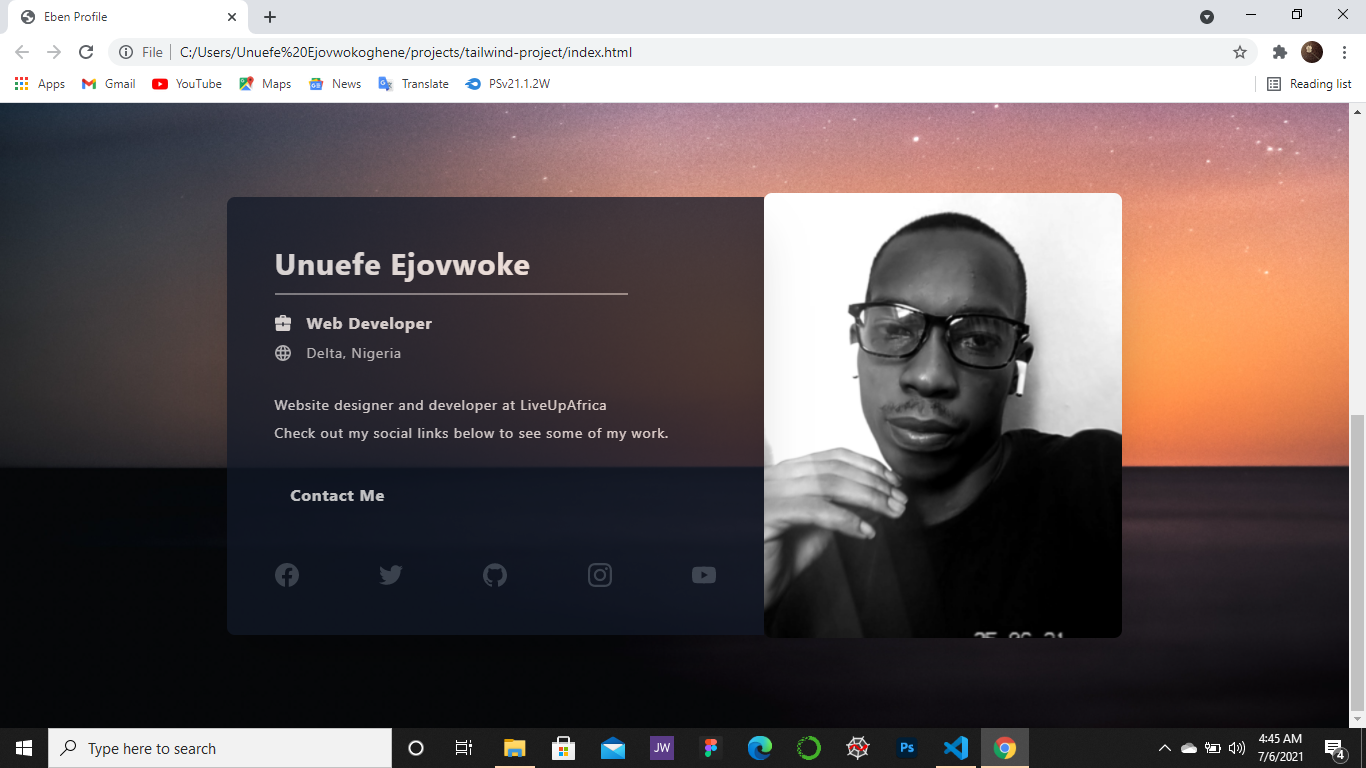 Eben Profile
File
C:/Users/Unuefe%20Ejovwokoghene/projects/tailwind-project/index.html
Apps
Gmail
YouTube
Maps
News
Translate
PSv21.1.2W
Reading list
Unuefe Ejovwoke
Web Developer
Delta, Nigeria
Website designer and developer at LiveUpAfrica
Check out my social links below to see some of my work.
Contact Me
Type here to search
JW
Ps
4:45 AM
7/6/2021
4